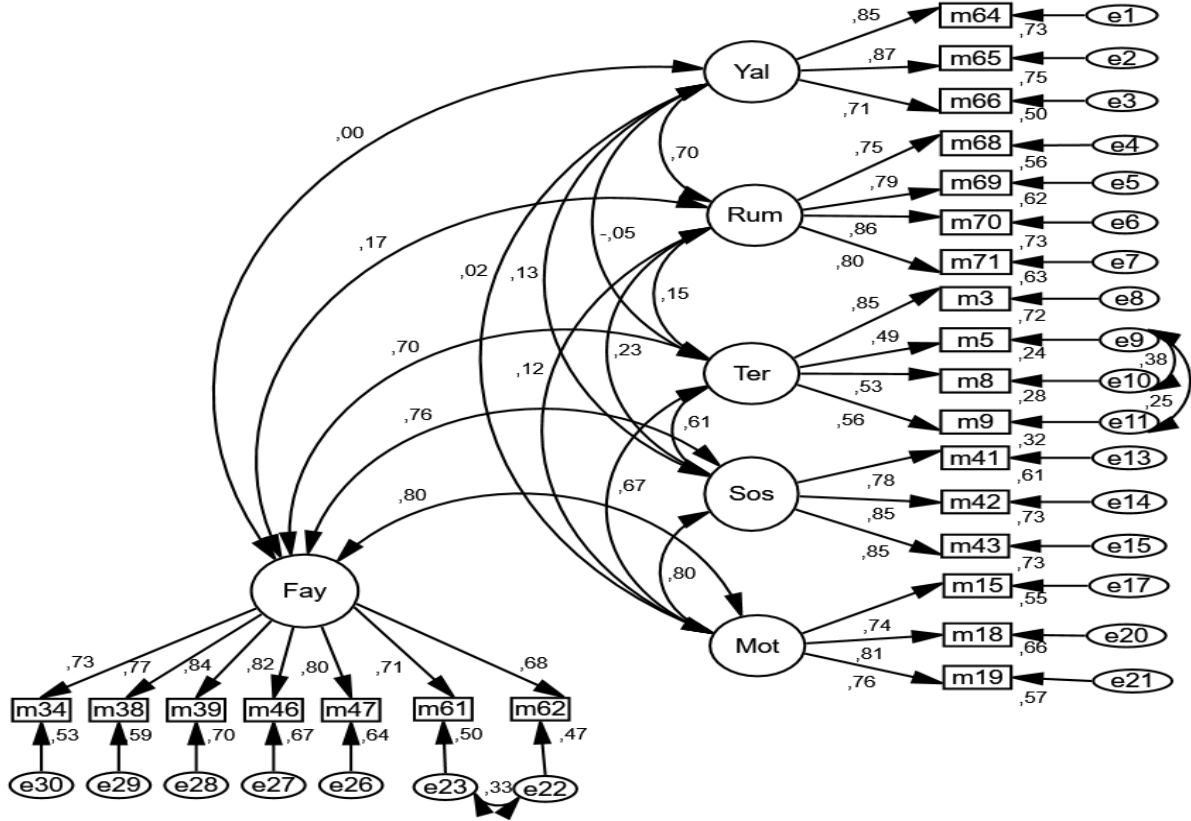 ,85 m64 e1
,73
Yal ,87 m65 e2
,75
,71 m66 e3
,50
,00
,70 ,75 m68 e4
,56
,79 m69 e5
,62
Rum ,86 m70 e6
,73
,17 -,05 ,80 m71 e7
,63
,02 ,13
,15 ,85 m3 e8
,72
,49 m5 e9
,24 ,38
,70 ,12 ,23 Ter ,53 m8 e10
,28 ,25
,56 m9 e11
,32
,76 ,61 m41 e13
,78 ,61
,80 ,67 Sos ,85 m42 e14
,73
,85 m43 e15
,73
,80 m15 e17
,55
Fay ,74 m18 e20
Mot ,81 ,66
,76 m19 e21
,57
,73 ,77 ,84 ,82 ,80 ,71 ,68
m34 m38 m39 m46 m47 m61 m62
,53 ,59 ,70 ,67 ,64 ,50 ,47
e30 e29 e28 e27 e26 e23 ,33 e22